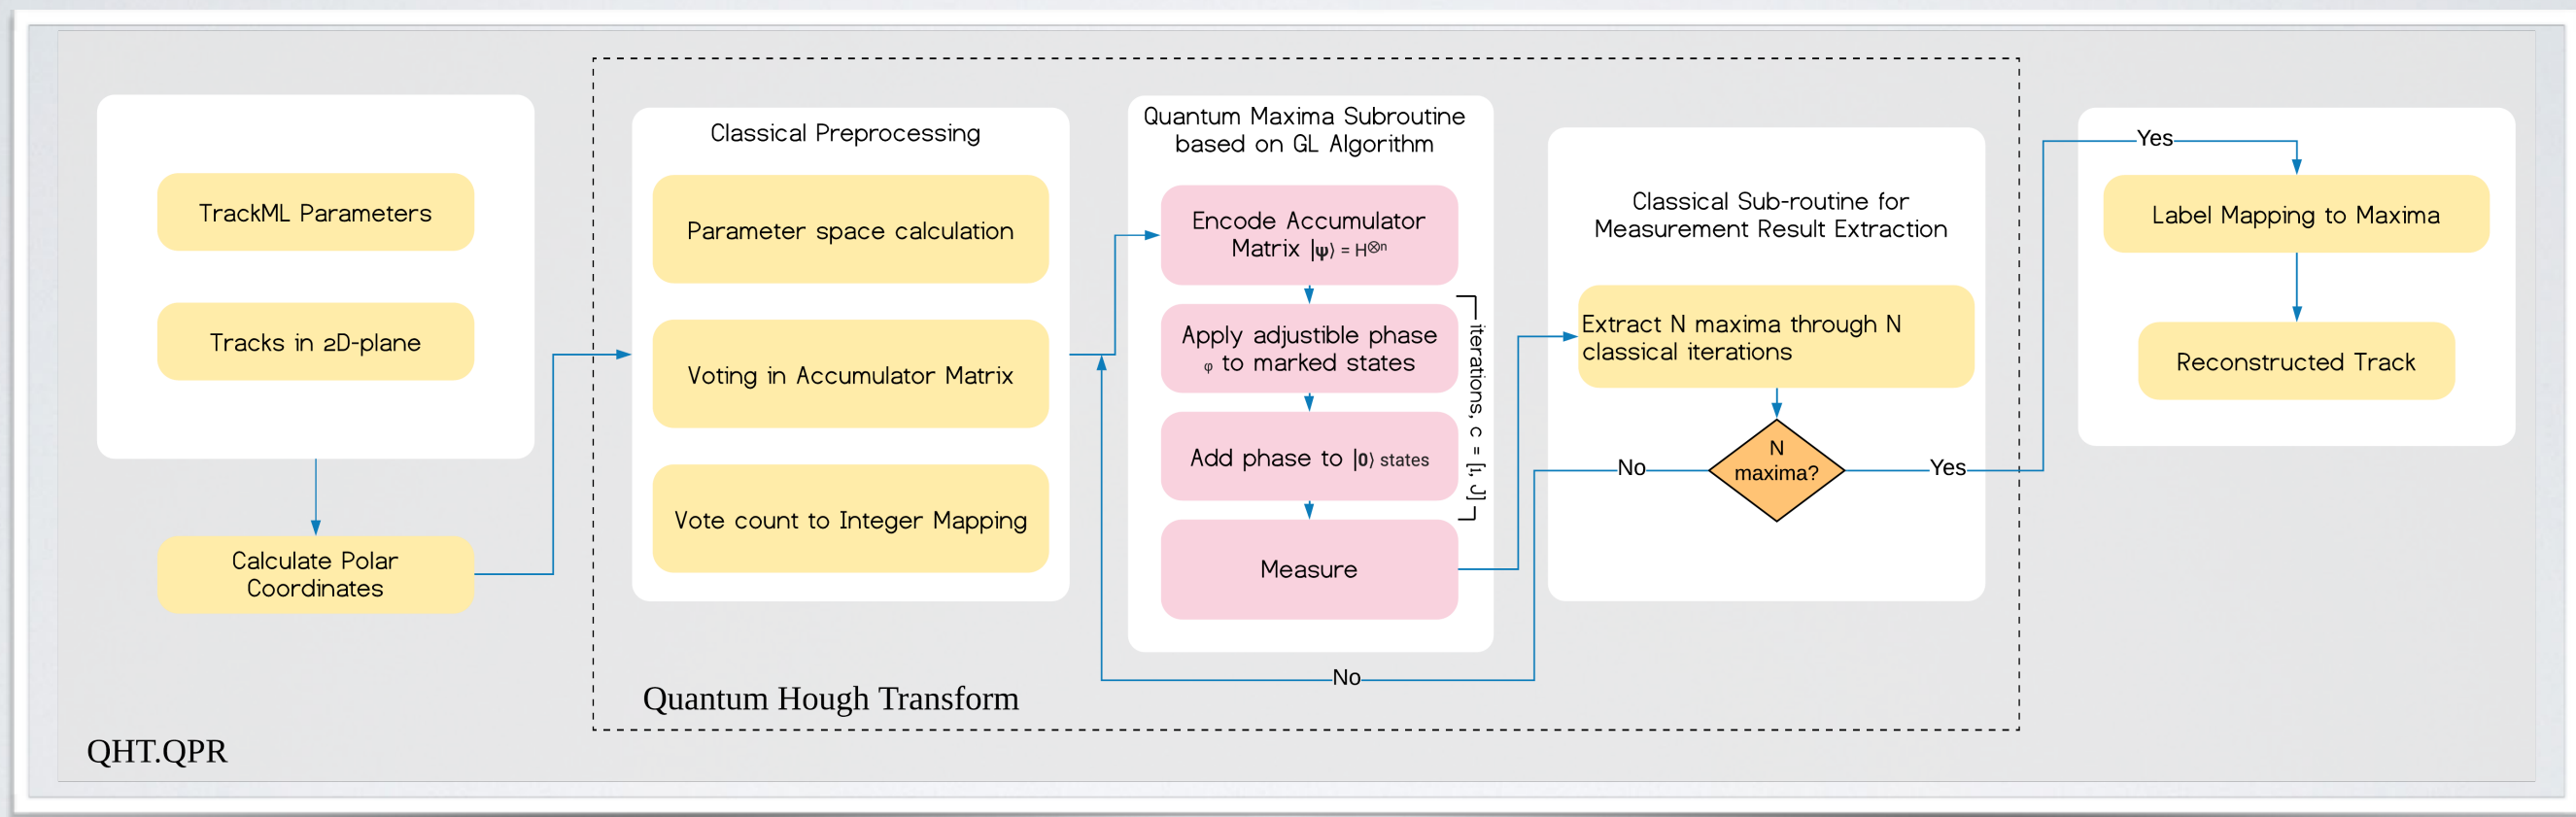 TrackML Parameters
Tracks in 2D-plane
Calculate Polar
Coordinates
Classical Preprocessing
Parameter space calculation
Voting in Accumulator Matrix
Vote count to Integer Mapping
Quantum Maxima Subroutine
based on GL Algorithm
Encode Accumulator
Matrix |ψ⟩ = H⊗n
Apply adjustible phase
φ to marked states
Add phase to |0⟩ states
Measure
iterations, c = [1, J]
Classical Sub-routine for
Measurement Result Extraction
Extract N maxima through N
classical iterations
N
maxima?
No
Yes
No
Yes
Label Mapping to Maxima
Reconstructed Track
Quantum Hough Transform
QHT.QPR